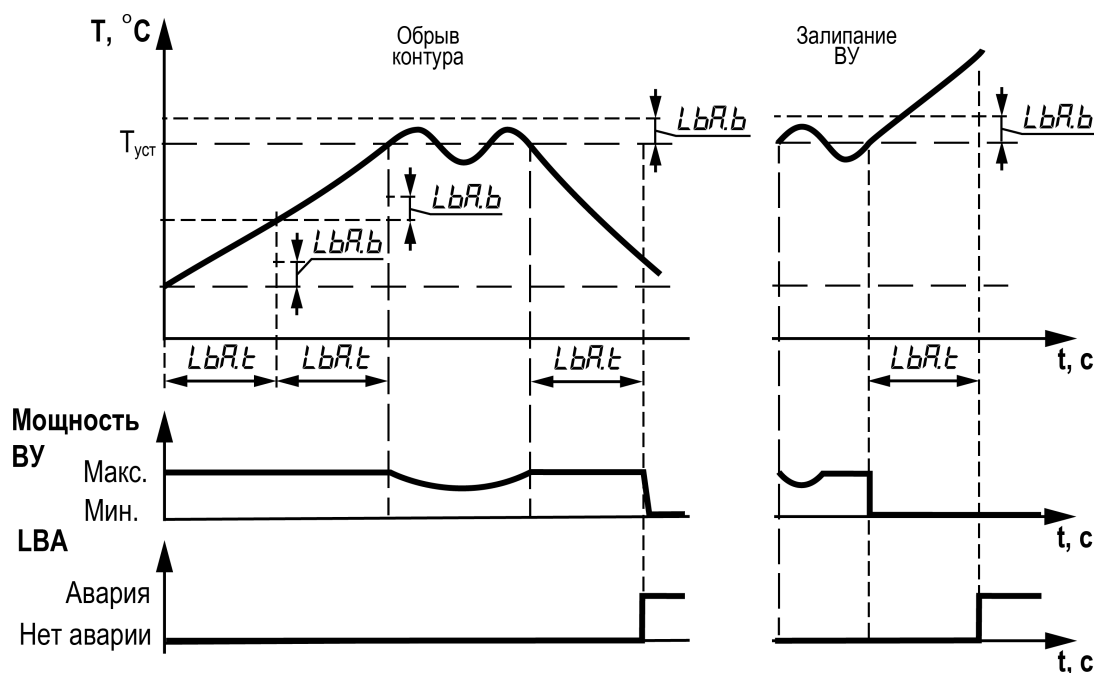 T, °C
Обрыв
контура
Залипание
ВУ
LbA.b
LbA.b
Tуст
LbA.b
LbA.b
LbA.t
LbA.t
LbA.t
LbA.t
t, с
Мощность
ВУ
Макс.
Мин.
t, с
LBA
Авария
Нет аварии
t, с